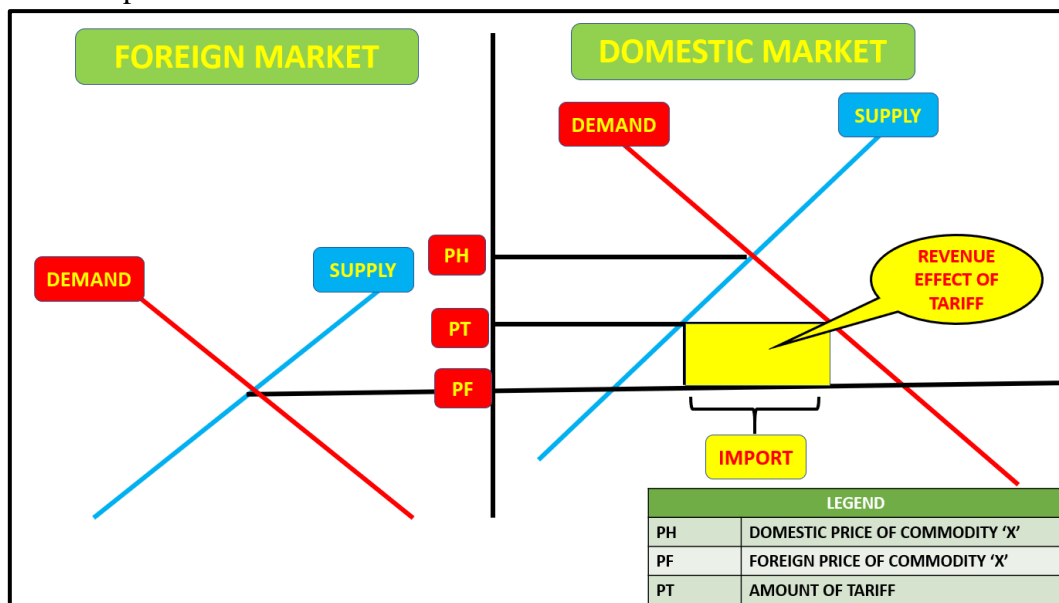 FOREIGN MARKET
DOMESTIC MARKET
DEMAND
SUPPLY
DEMAND
SUPPLY
PH
PT
PF
REVENUE
EFFECT OF
TARIFF
IMPORT
LEGEND
PH DOMESTIC PRICE OF COMMODITY ‘X’
PF FOREIGN PRICE OF COMMODITY ‘X’
PT AMOUNT OF TARIFF